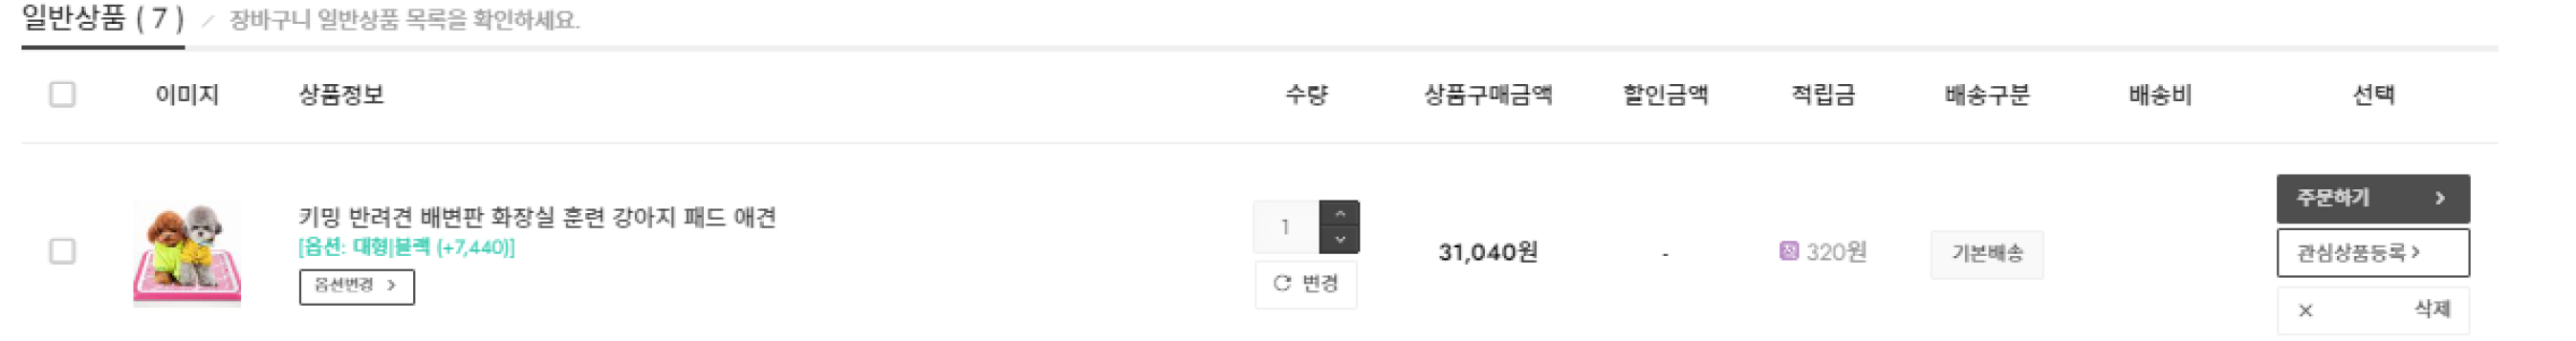 일반상품 ( 7 ) / 장바구니 일반상품 목록을 확인하세요.
이미지 상품정보 수량 상품구매금액 할인금액 적립금 배송구분 배송비 선택
키밍 반려견 배변판 화장실 훈련 강아지 패드 애견
[옵션: 대형|블랙 (+7,440)]
옵션변경 >
1
변경
31,040원
-
적 320원
기본배송
주문하기 >
관심상품등록 >
× 삭제